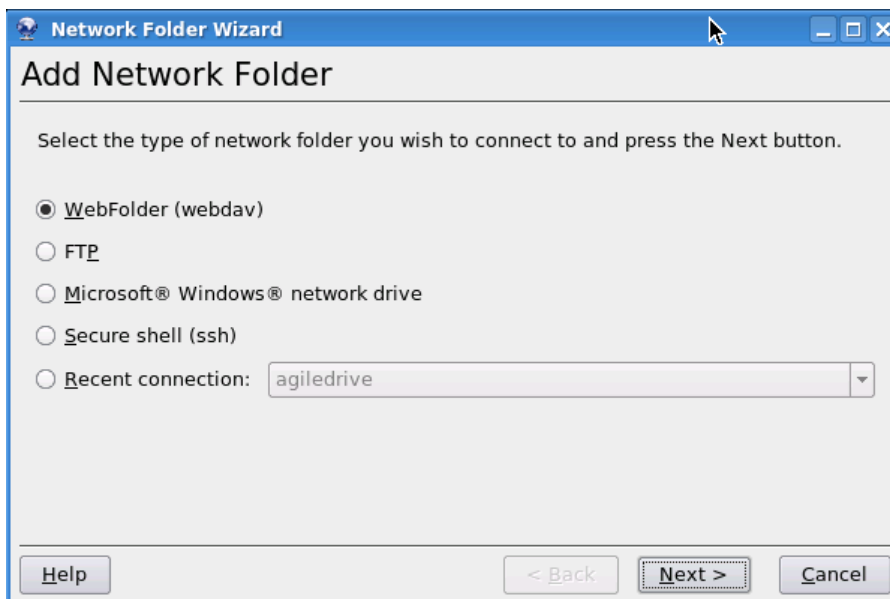 Network Folder Wizard
Add Network Folder
Select the type of network folder you wish to connect to and press the Next button.
WebFolder (webdav)
FTP
Microsoft® Windows® network drive
Secure shell (ssh)
Recent connection: agiledrive
Help < Back Next > Cancel